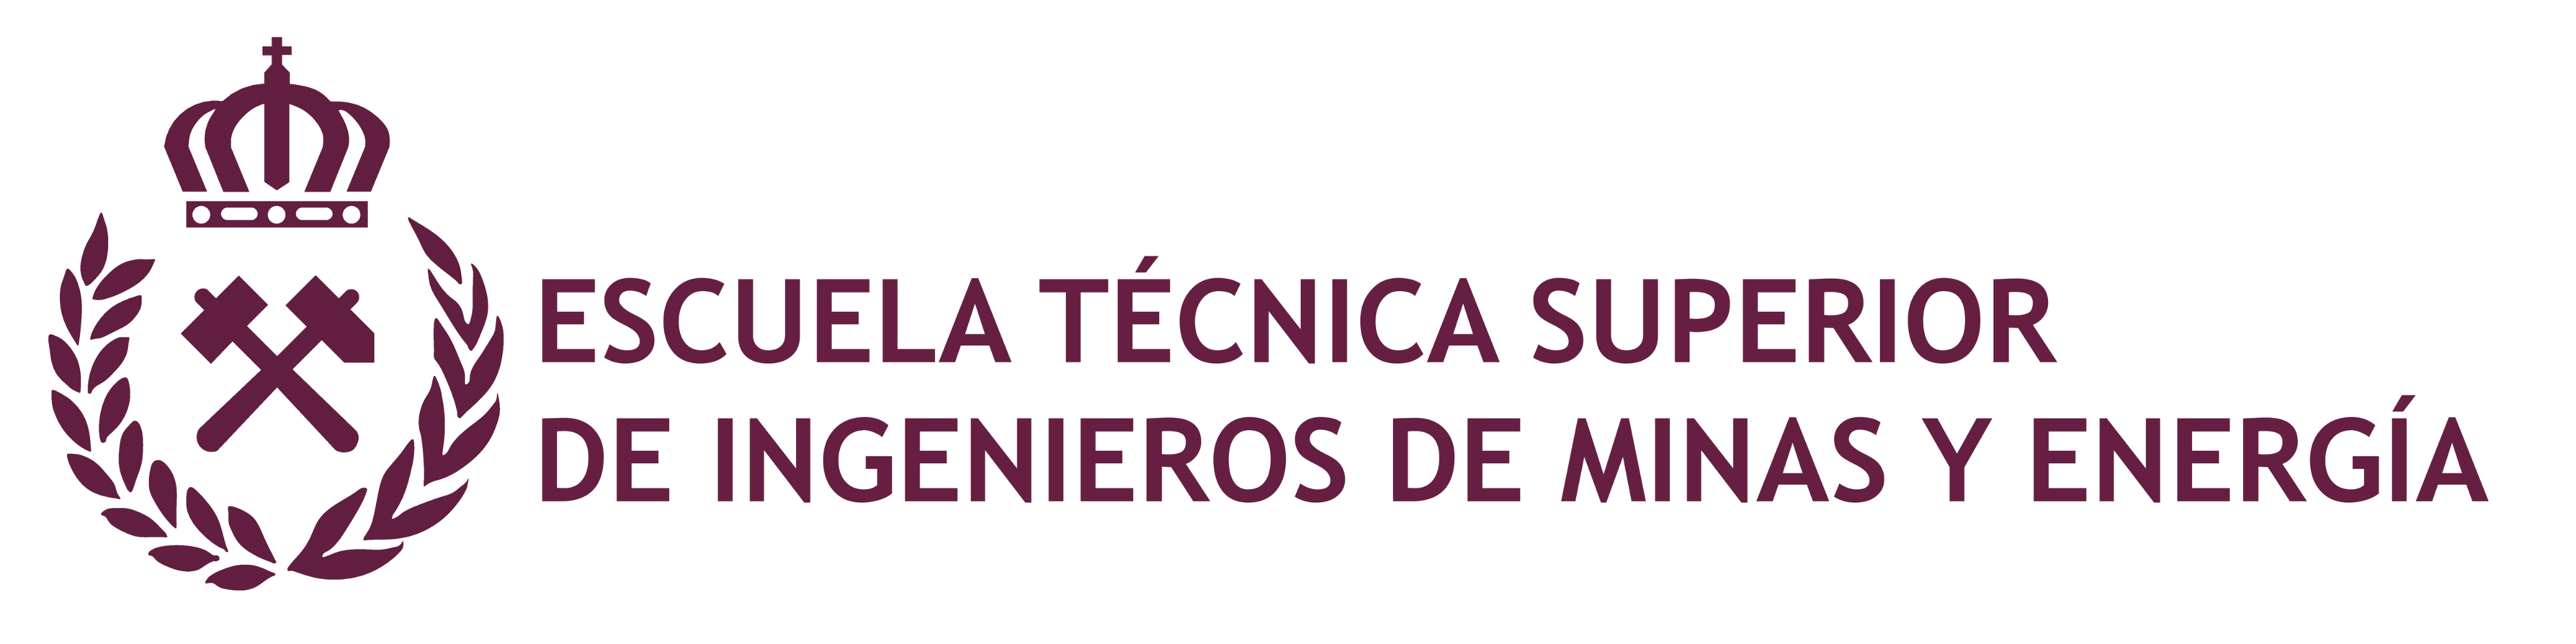 ESCUELA TÉCNICA SUPERIOR
DE INGENIEROS DE MINAS Y ENERGÍA